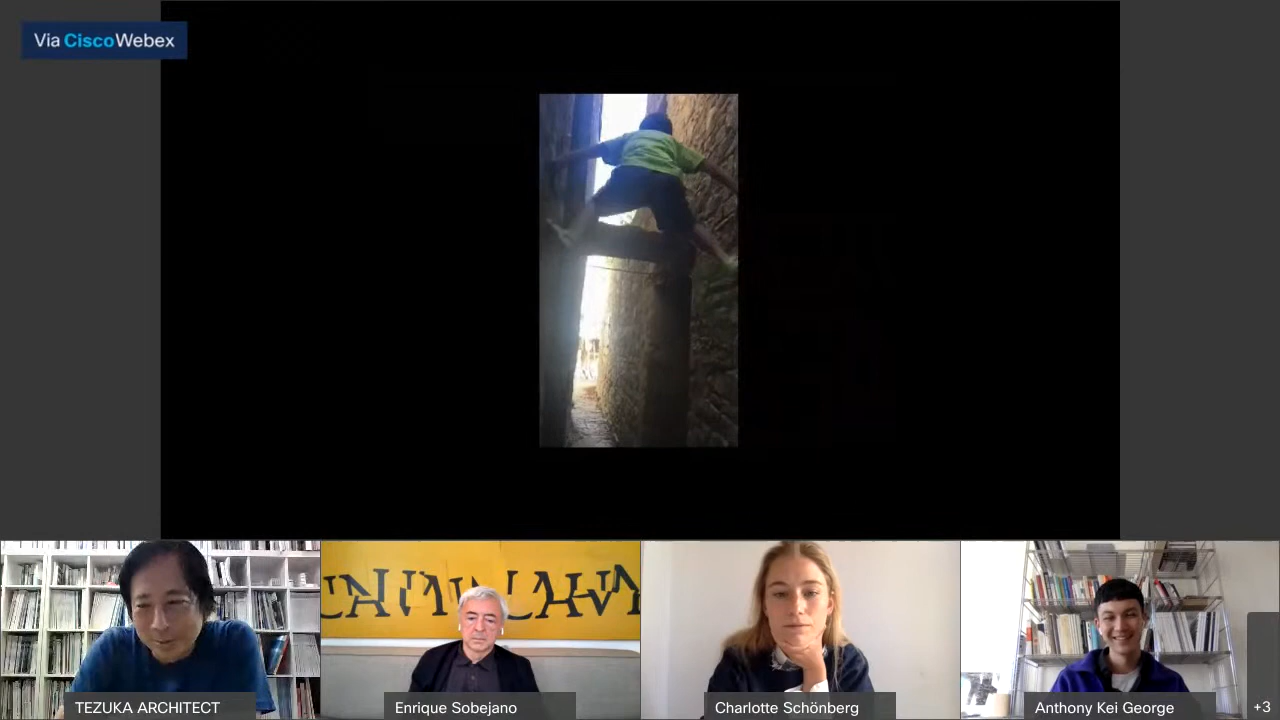 Via CiscoWebex
TEZUKA ARCHITECT
Enrique Sobejano
Charlotte Schönberg
Anthony Kei George
+3